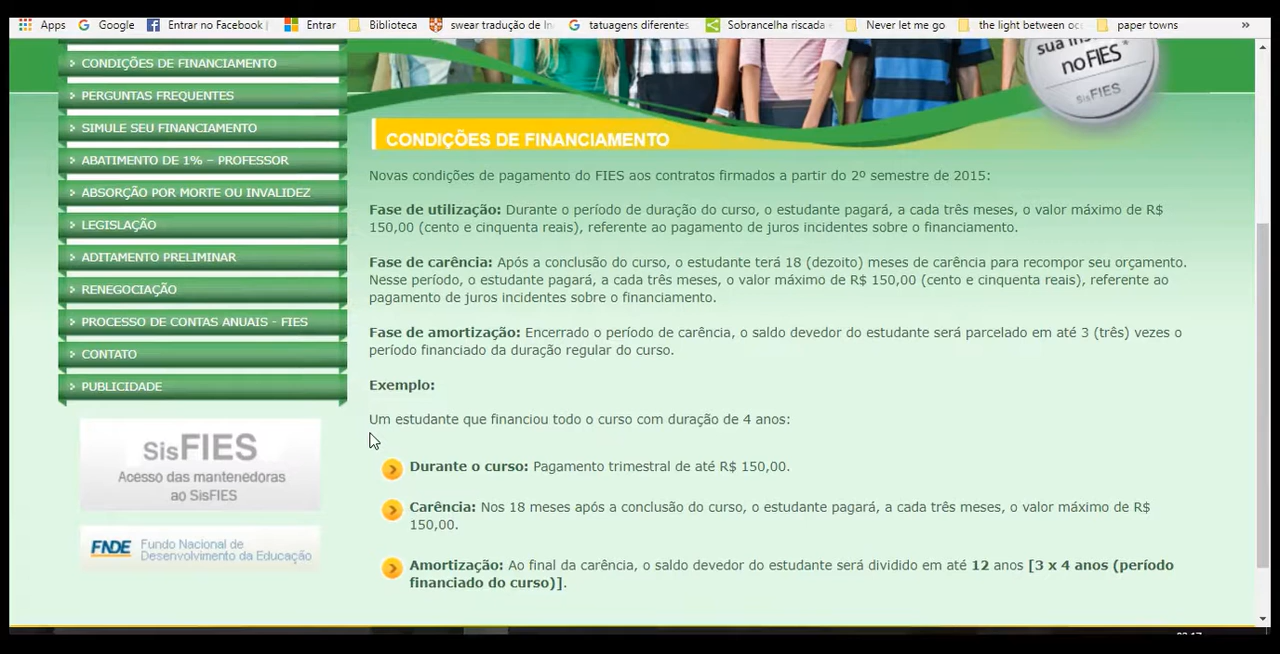 Apps Google Entrar no Facebook Entrar Biblioteca swear tradução de In tatuagens diferentes Sobrancelha riscada Never let me go the light between oc paper towns »
sua
no FIES
SisFIES
CONDIÇÕES DE FINANCIAMENTO
PERGUNTAS FREQUENTES
SIMULE SEU FINANCIAMENTO
ABATIMENTO DE 1% – PROFESSOR
ABSORÇÃO POR MORTE OU INVALIDEZ
LEGISLAÇÃO
ADITAMENTO PRELIMINAR
RENEGOCIAÇÃO
PROCESSO DE CONTAS ANUAIS - FIES
CONTATO
PUBLICIDADE
SisFIES
Acesso das mantenedoras
ao SisFIES
FNDE Fundo Nacional de
Desenvolvimento da Educação
CONDIÇÕES DE FINANCIAMENTO
Novas condições de pagamento do FIES aos contratos firmados a partir do 2º semestre de 2015:
Fase de utilização: Durante o período de duração do curso, o estudante pagará, a cada três meses, o valor máximo de R$
150,00 (cento e cinquenta reais), referente ao pagamento de juros incidentes sobre o financiamento.
Fase de carência: Após a conclusão do curso, o estudante terá 18 (dezoito) meses de carência para recompor seu orçamento.
Nesse período, o estudante pagará, a cada três meses, o valor máximo de R$ 150,00 (cento e cinquenta reais), referente ao
pagamento de juros incidentes sobre o financiamento.
Fase de amortização: Encerrado o período de carência, o saldo devedor do estudante será parcelado em até 3 (três) vezes o
período financiado da duração regular do curso.
Exemplo:
Um estudante que financiou todo o curso com duração de 4 anos:
Durante o curso: Pagamento trimestral de até R$ 150,00.
Carência: Nos 18 meses após a conclusão do curso, o estudante pagará, a cada três meses, o valor máximo de R$
150,00.
Amortização: Ao final da carência, o saldo devedor do estudante será dividido em até 12 anos [3 x 4 anos (período
financiado do curso)].